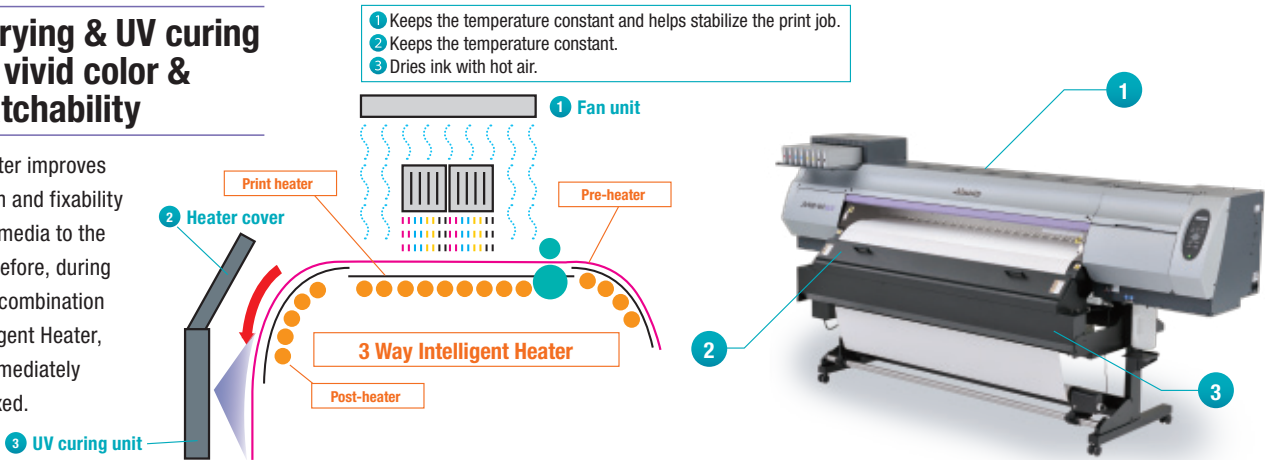 rying & UV curing
vivid color &
tchability
ter improves
n and fixability
media to the
efore, during
combination
gent Heater,
mediately
xed.
1 Keeps the temperature constant and helps stabilize the print job.
2 Keeps the temperature constant.
3 Dries ink with hot air.
1 Fan unit
Print heater
Pre-heater
2 Heater cover
3 Way Intelligent Heater
Post-heater
3 UV curing unit
1
2
3